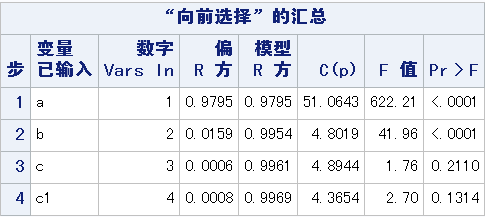 “向前选择”的汇总
步 变量 已输入 数字 Vars In 偏 R 方 模型 R 方 C(p) F 值 Pr > F
1 a 1 0.9795 0.9795 51.0643 622.21 <.0001
2 b 2 0.0159 0.9954 4.8019 41.96 <.0001
3 c 3 0.0006 0.9961 4.8944 1.76 0.2110
4 c1 4 0.0008 0.9969 4.3654 2.70 0.1314